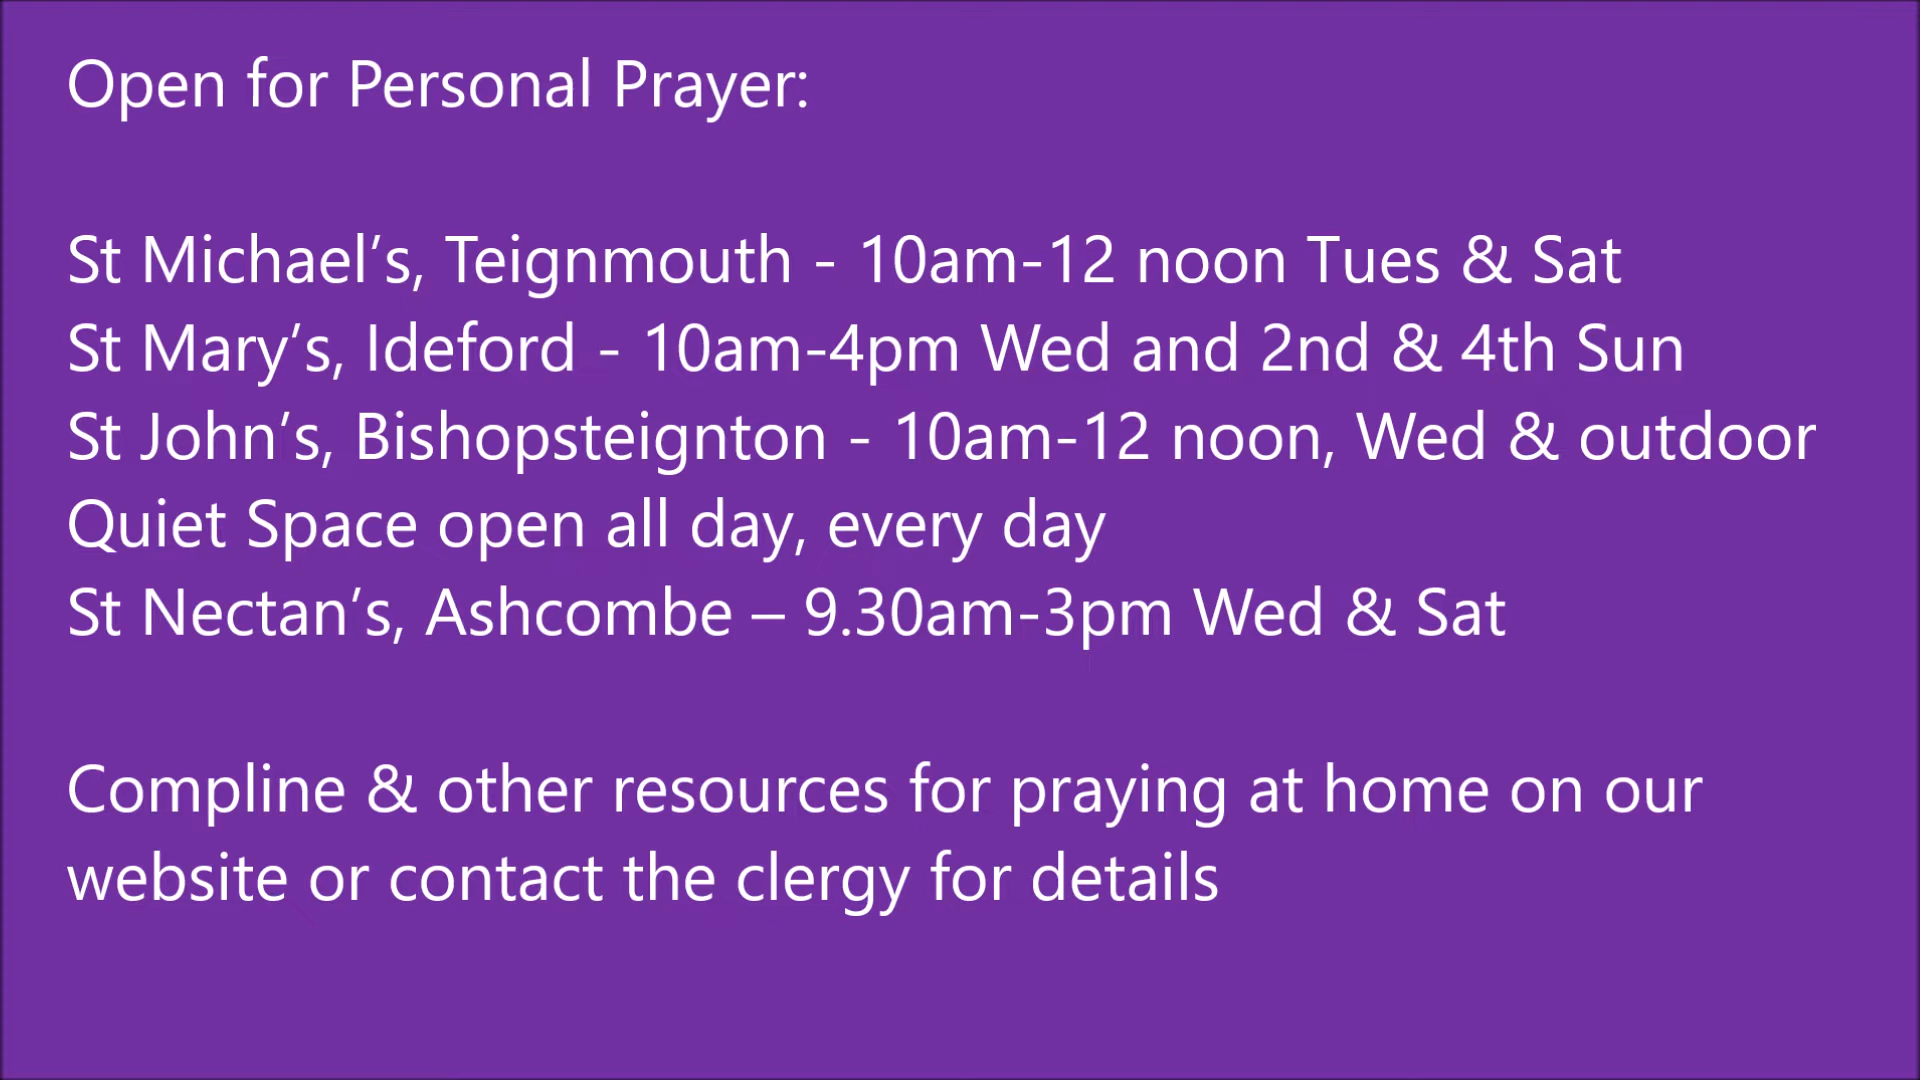 Open for Personal Prayer:
St Michael’s, Teignmouth - 10am-12 noon Tues & Sat
St Mary’s, Ideford - 10am-4pm Wed and 2nd & 4th Sun
St John’s, Bishopsteignton - 10am-12 noon, Wed & outdoor
Quiet Space open all day, every day
St Nectan’s, Ashcombe – 9.30am-3pm Wed & Sat
Compline & other resources for praying at home on our
website or contact the clergy for details